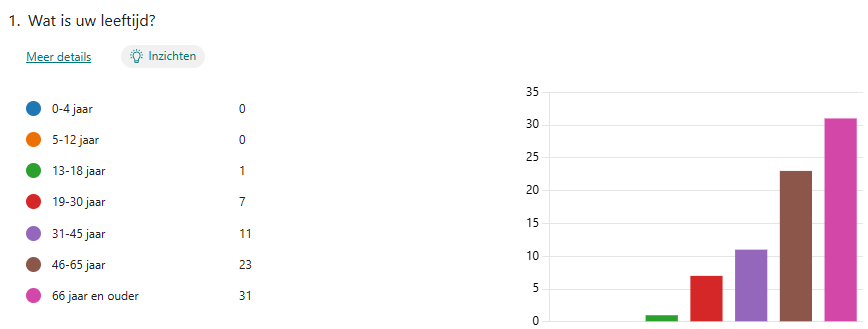 1. Wat is uw leeftijd?
Meer details Inzichten
0-4 jaar 0
5-12 jaar 0
13-18 jaar 1
19-30 jaar 7
31-45 jaar 11
46-65 jaar 23
66 jaar en ouder 31
35
30
25
20
15
10
5
0